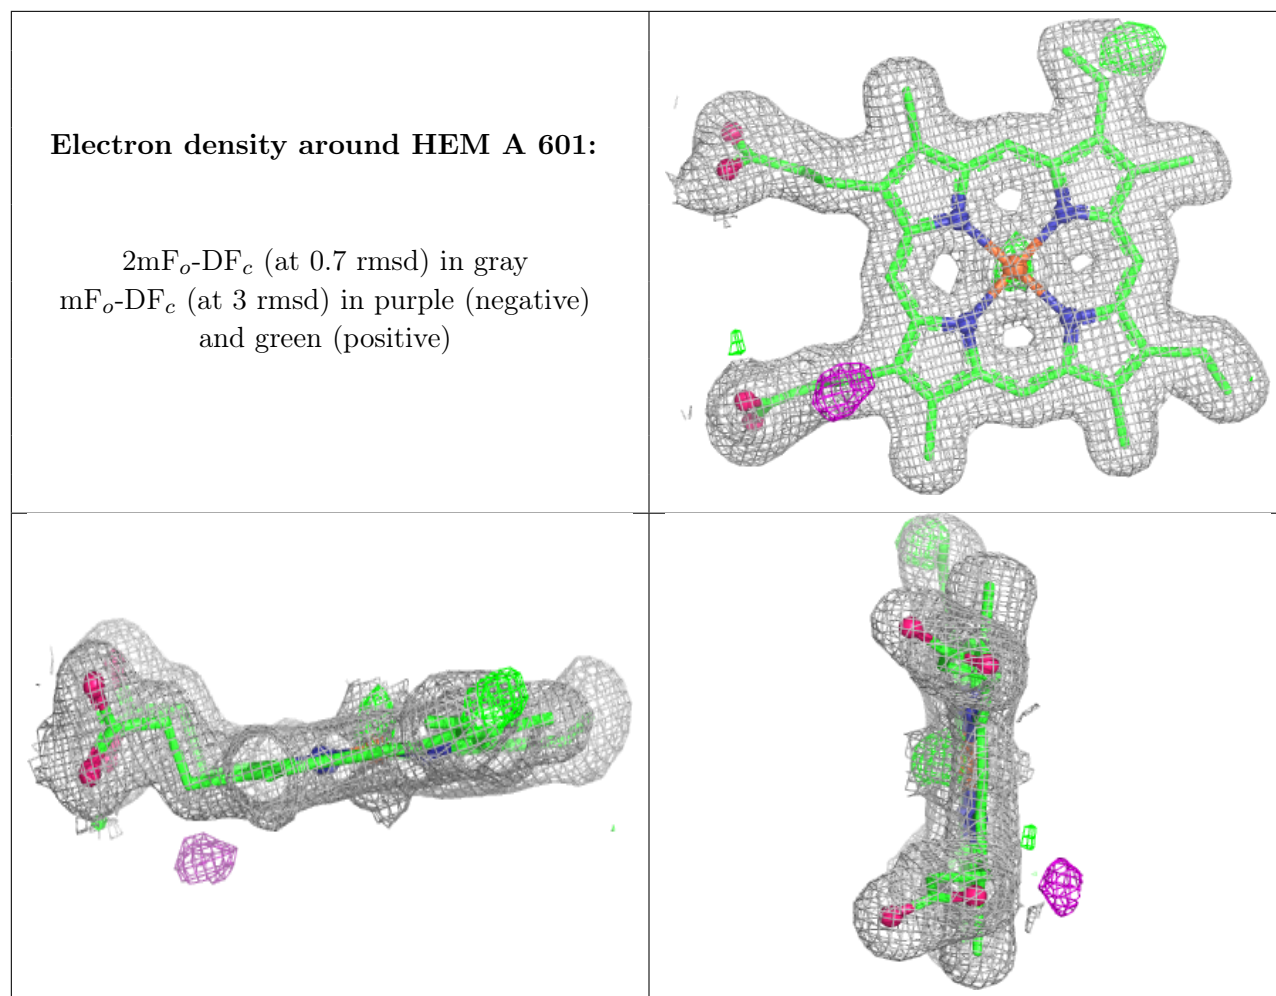 Electron density around HEM A 601:
2mFₒ-DF𝒸 (at 0.7 rmsd) in gray
mFₒ-DF𝒸 (at 3 rmsd) in purple (negative)
and green (positive)